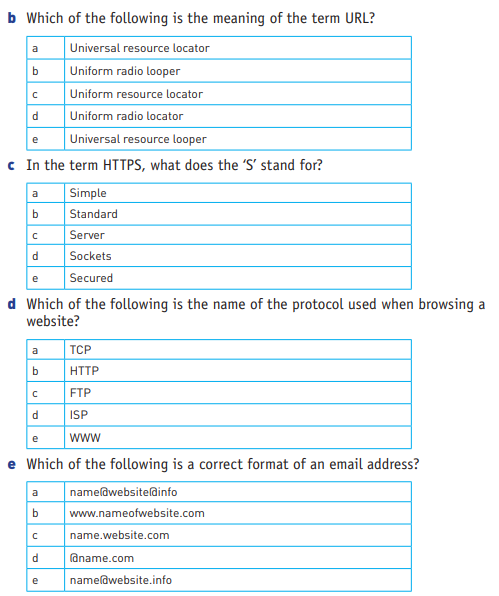 b Which of the following is the meaning of the term URL?
a Universal resource locator
b Uniform radio looper
c Uniform resource locator
d Uniform radio locator
e Universal resource looper
c In the term HTTPS, what does the ‘S’ stand for?
a Simple
b Standard
c Server
d Sockets
e Secured
d Which of the following is the name of the protocol used when browsing a
website?
a TCP
b HTTP
c FTP
d ISP
e WWW
e Which of the following is a correct format of an email address?
a name@website@info
b www.nameofwebsite.com
c name.website.com
d @name.com
e name@website.info